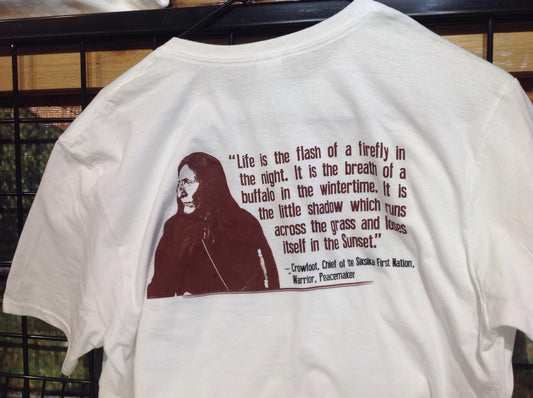 "Life is the flash of a firefly in
the night. It is the breath of a
buffalo in the wintertime. It is
the little shadow which runs
across the grass and loses
itself in the Sunset."
– Crowfoot, Chief of the Siksika First Nation,
Warrior, Peacemaker